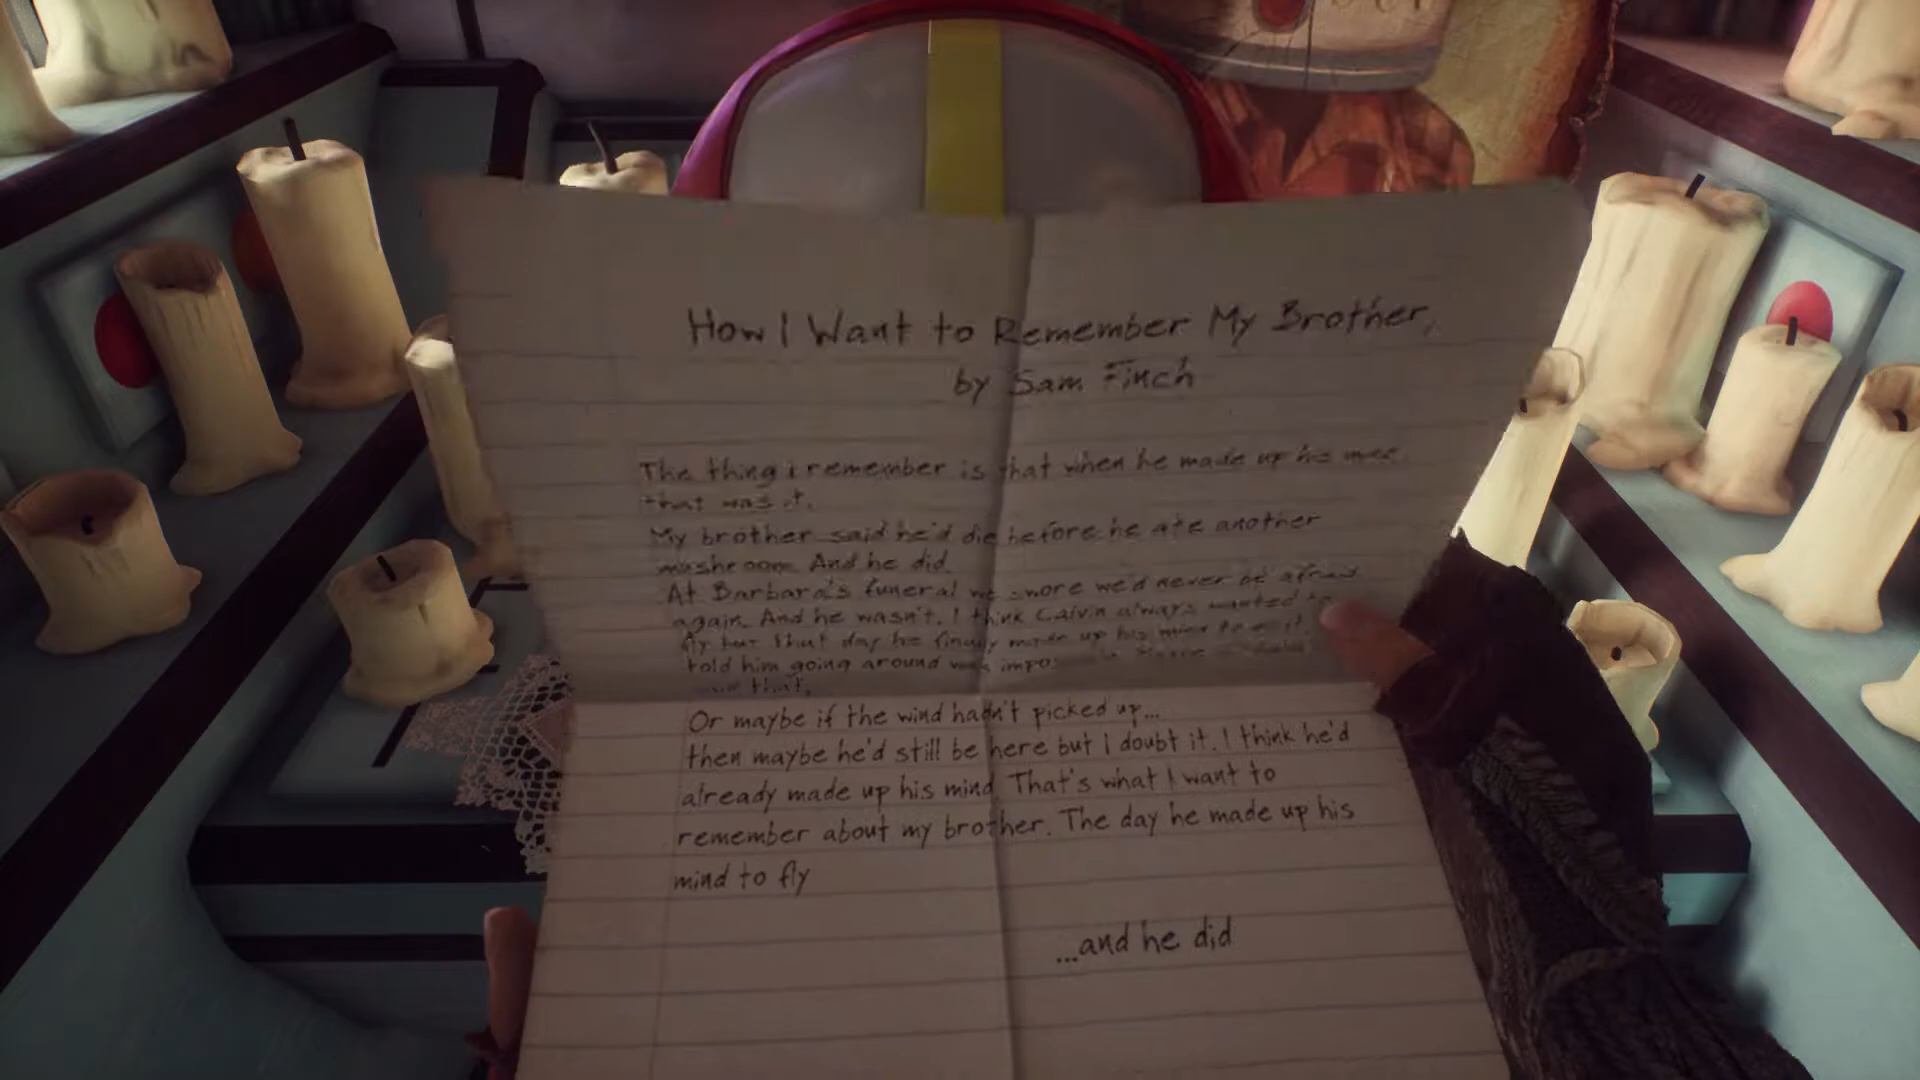 How I Want to Remember My Brother,
by Sam Finch
The thing i remember is that when he made up his
that was it.
My brother said he'd die before he ate another
mushroom. And he did.
At Barbara's funeral we swore we'd never be afraid
again. And he wasn't. I think Calvin always wanted to
fly but that day he finally made up his mind to it.
told him going around was
that.
Or maybe if the wind hadn't picked up...
then maybe he'd still be here but I doubt it. I think he'd
already made up his mind That's what I want to
remember about my brother. The day he made up his
mind to fly
...and he did